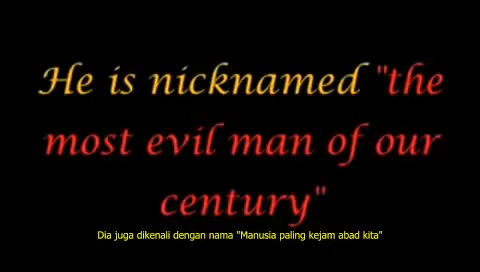 He is nicknamed "the
most evil man of our
century"
Dia juga dikenali dengan nama "Manusia paling kejam abad kita"